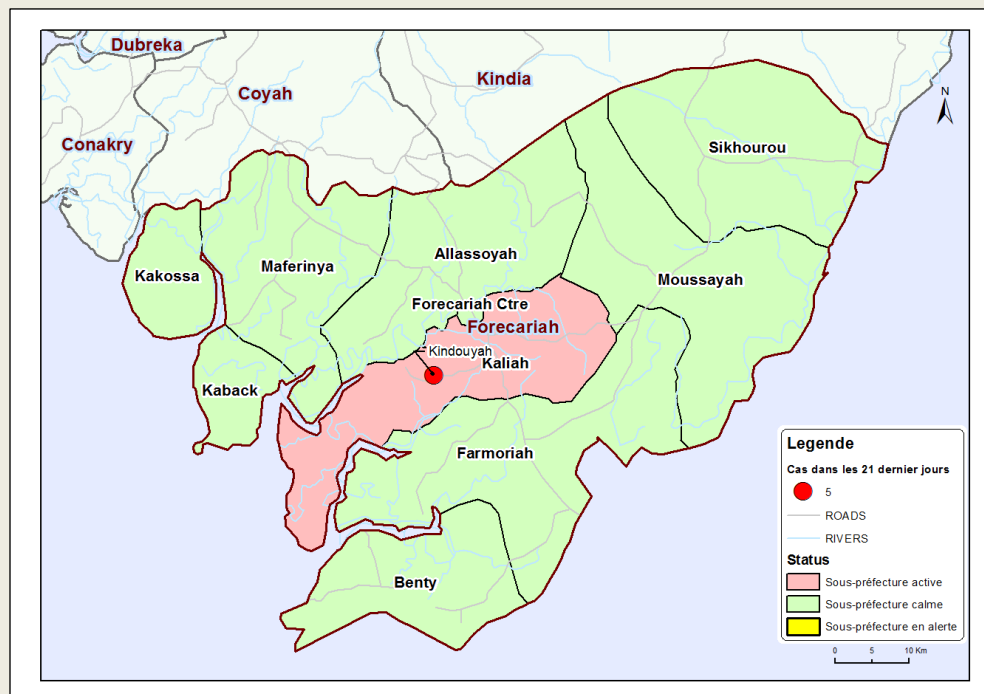 Dubreka
Kindia
Coyah
N
Conakry
Sikhourou
Allassoyah
Maferinya
Kakossa
Moussayah
Forecariah Ctre
Forecariah
Kindouyah
Kaliah
Kaback
Farmoriah
Benty
Legende
Cas dans les 21 dernier jours
5
ROADS
RIVERS
Status
Sous-préfecture active
Sous-préfecture calme
Sous-préfecture en alerte
0 5 10 Km